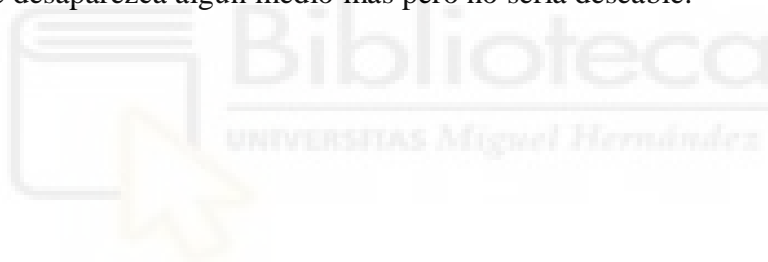 desaparezca algún medio más pero no sería deseable.
Biblioteca
UNIVERSITAS Miguel Hernández